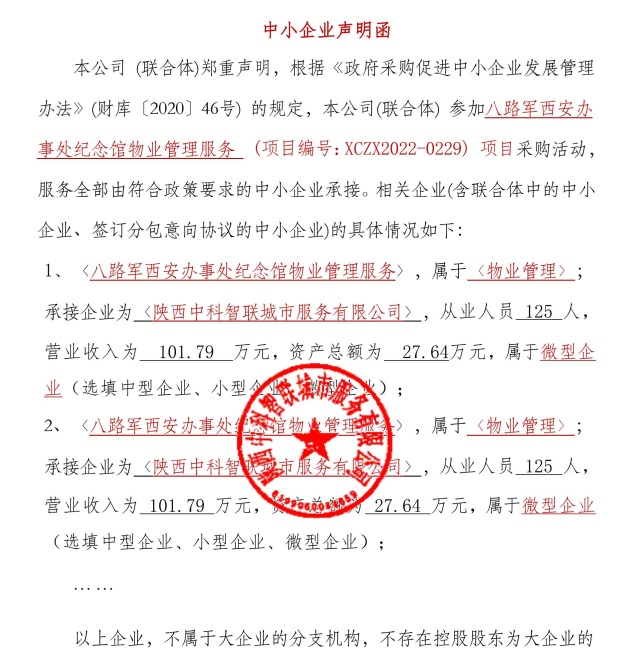 中小企业声明函
本公司 (联合体)郑重声明，根据《政府采购促进中小企业发展管理
办法》(财库〔2020〕46号) 的规定，本公司(联合体) 参加八路军西安办
事处纪念馆物业管理服务 (项目编号：XCZX2022-0229) 项目采购活动，
服务全部由符合政策要求的中小企业承接。相关企业(含联合体中的中小
企业、签订分包意向协议的中小企业)的具体情况如下：
1、〈八路军西安办事处纪念馆物业管理服务〉，属于〈物业管理〉；
承接企业为〈陕西中科智联城市服务有限公司〉，从业人员 125 人，
营业收入为 101.79 万元，资产总额为 27.64万元，属于微型企
业（选填中型企业、小型企业、微型企业）；
2、〈八路军西安办事处纪念馆物业管理服务〉，属于〈物业管理〉；
承接企业为〈陕西中科智联城市服务有限公司〉，从业人员 125 人，
营业收入为 101.79 万元，资产总额为 27.64 万元，属于微型企业
（选填中型企业、小型企业、微型企业）；
陕西中科智联城市服务有限公司
……
以上企业，不属于大企业的分支机构，不存在控股股东为大企业的